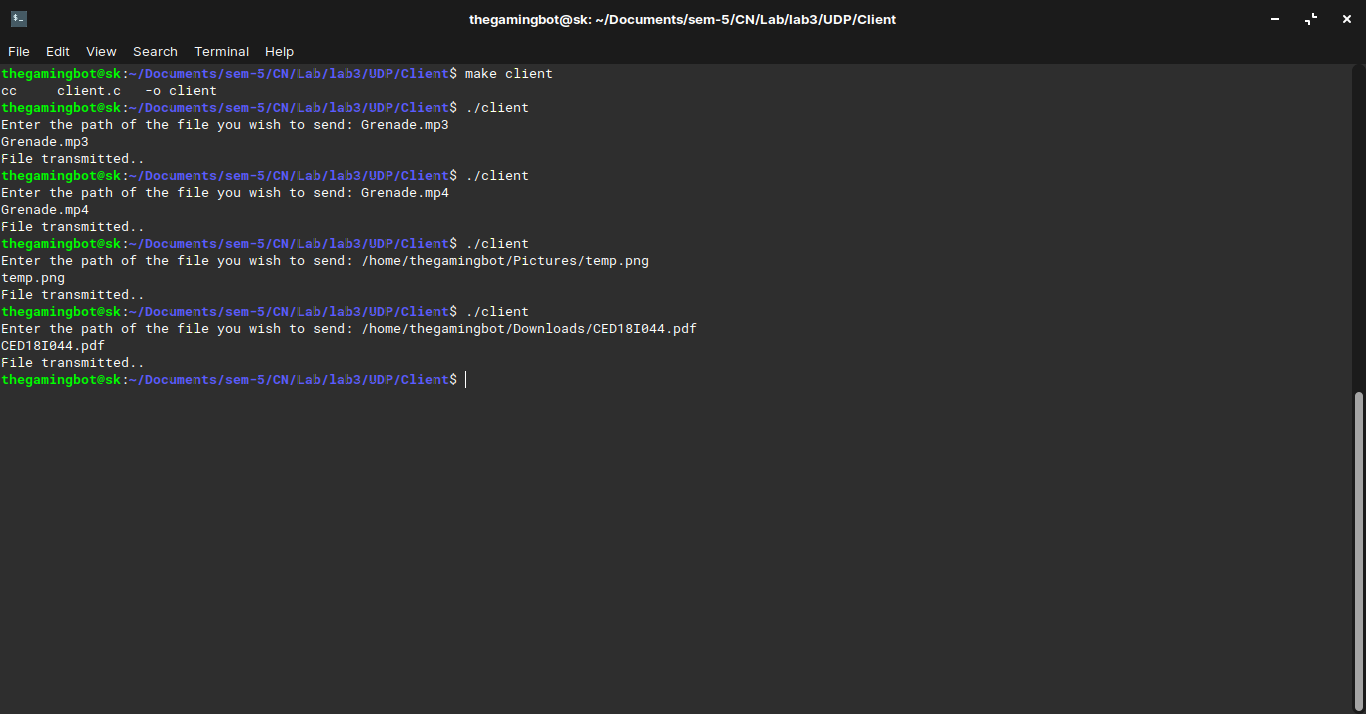 thegamingbot@sk: ~/Documents/sem-5/CN/Lab/lab3/UDP/Client
File Edit View Search Terminal Help
thegamingbot@sk:~/Documents/sem-5/CN/Lab/lab3/UDP/Client$ make client
cc     client.c   -o client
thegamingbot@sk:~/Documents/sem-5/CN/Lab/lab3/UDP/Client$ ./client
Enter the path of the file you wish to send: Grenade.mp3
Grenade.mp3
File transmitted..
thegamingbot@sk:~/Documents/sem-5/CN/Lab/lab3/UDP/Client$ ./client
Enter the path of the file you wish to send: Grenade.mp4
Grenade.mp4
File transmitted..
thegamingbot@sk:~/Documents/sem-5/CN/Lab/lab3/UDP/Client$ ./client
Enter the path of the file you wish to send: /home/thegamingbot/Pictures/temp.png
temp.png
File transmitted..
thegamingbot@sk:~/Documents/sem-5/CN/Lab/lab3/UDP/Client$ ./client
Enter the path of the file you wish to send: /home/thegamingbot/Downloads/CED18I044.pdf
CED18I044.pdf
File transmitted..
thegamingbot@sk:~/Documents/sem-5/CN/Lab/lab3/UDP/Client$